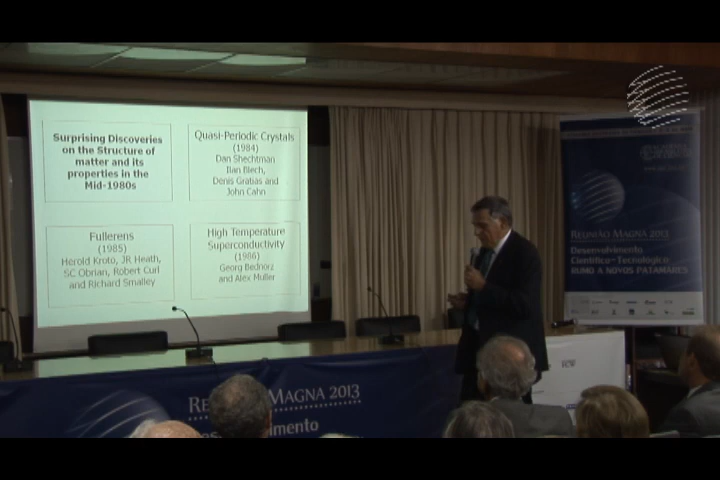 Surprising Discoveries
on the Structure of
matter and its
properties in the
Mid-1980s
Quasi-Periodic Crystals
(1984)
Dan Shechtman
Ilan Blech,
Denis Gratias and
John Cahn
Fullerens
(1985)
Herold Kroto, JR Heath,
SC Obrian, Robert Curl
and Richard Smalley
High Temperature
Superconductivity
(1986)
Georg Bednorz
and Alex Muller
REUNIÃO MAGNA 2013
Desenvolvimento
Científico-Tecnológico
RUMO A NOVOS PATAMARES
REUNIÃO MAGNA 2013